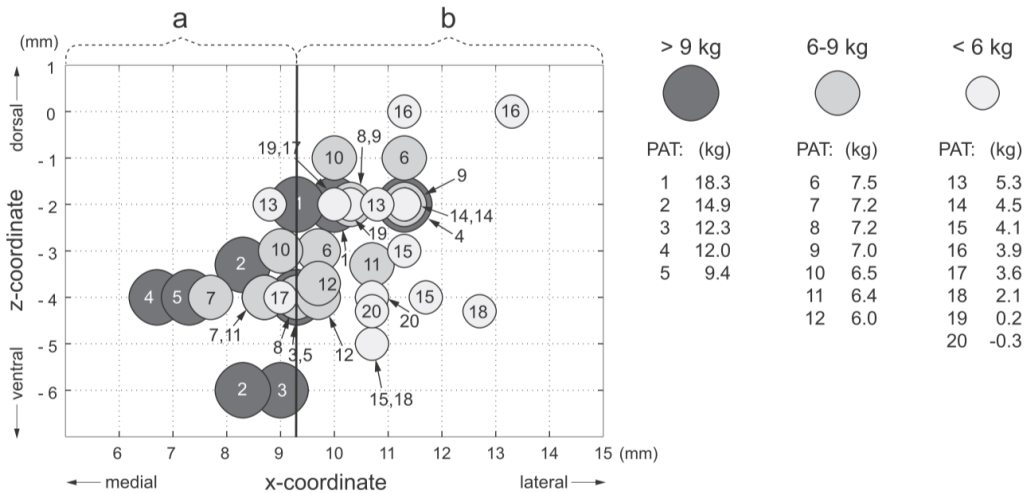 a b
(mm)
> 9 kg 6-9 kg < 6 kg
1
0
- 1
- 2
- 3
- 4
- 5
- 6
dorsal
z-coordinate
ventral
16 16
8,9
19,17
10 6
9
13 1 13
14,14
19
4
1
10 6 15
2 11
12
4 5 7 17 15
20 18
20
7,11
8
3,5
12
2 3
15,18
6 7 8 9 10 11 12 13 14 15 (mm)
medial x-coordinate lateral
PAT: (kg) PAT: (kg) PAT: (kg)
1 18.3 6 7.5 13 5.3
2 14.9 7 7.2 14 4.5
3 12.3 8 7.2 15 4.1
4 12.0 9 7.0 16 3.9
5 9.4 10 6.5 17 3.6
11 6.4 18 2.1
12 6.0 19 0.2
20 -0.3